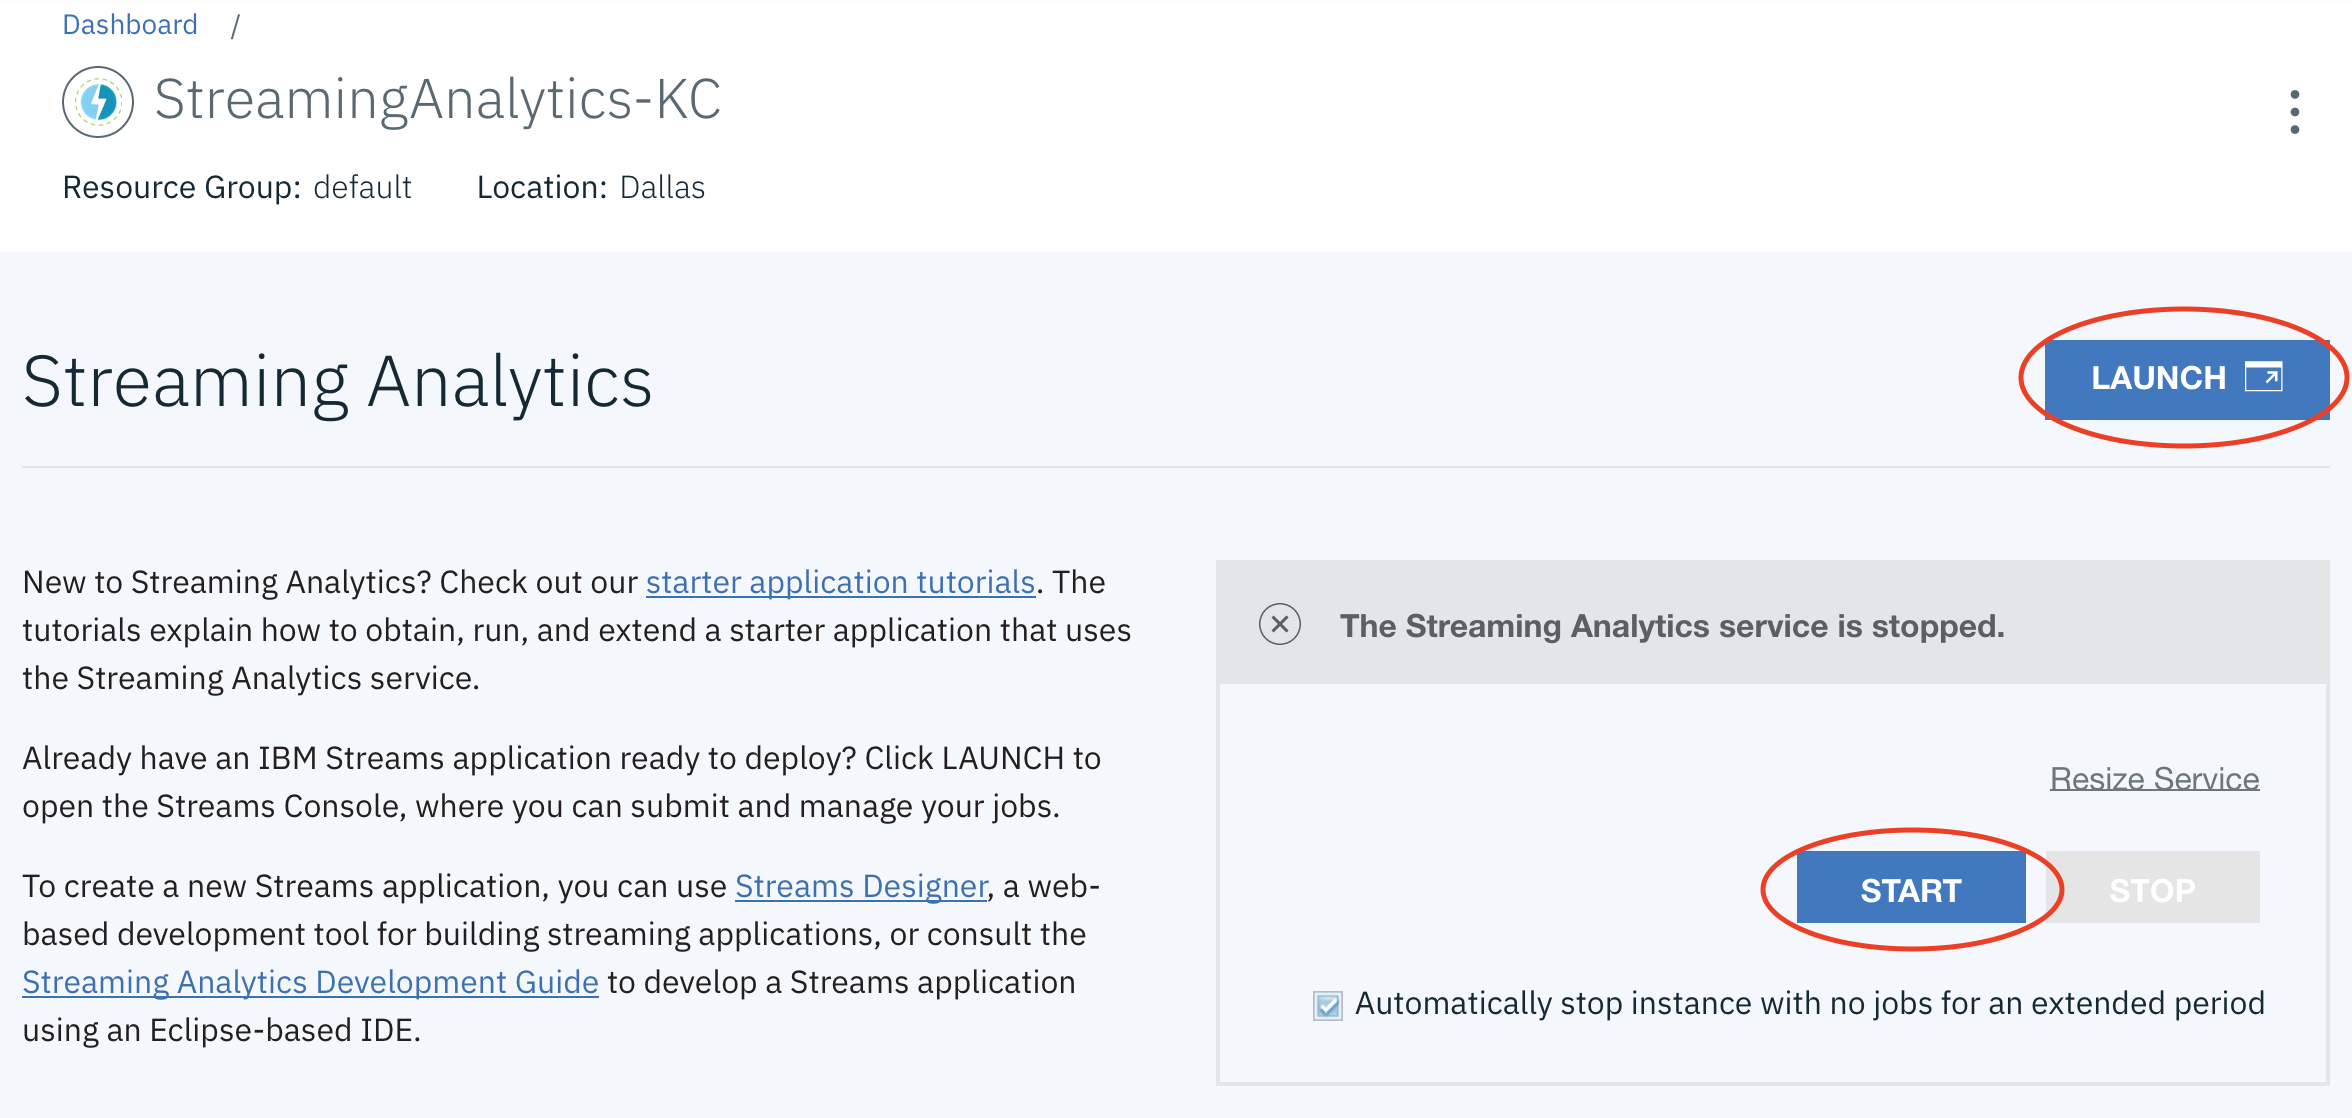 Dashboard /
StreamingAnalytics-KC
Resource Group: default Location: Dallas
Streaming Analytics
LAUNCH
New to Streaming Analytics? Check out our starter application tutorials. The
tutorials explain how to obtain, run, and extend a starter application that uses
the Streaming Analytics service.
Already have an IBM Streams application ready to deploy? Click LAUNCH to
open the Streams Console, where you can submit and manage your jobs.
To create a new Streams application, you can use Streams Designer, a web-
based development tool for building streaming applications, or consult the
Streaming Analytics Development Guide to develop a Streams application
using an Eclipse-based IDE.
The Streaming Analytics service is stopped.
Resize Service
START STOP
Automatically stop instance with no jobs for an extended period